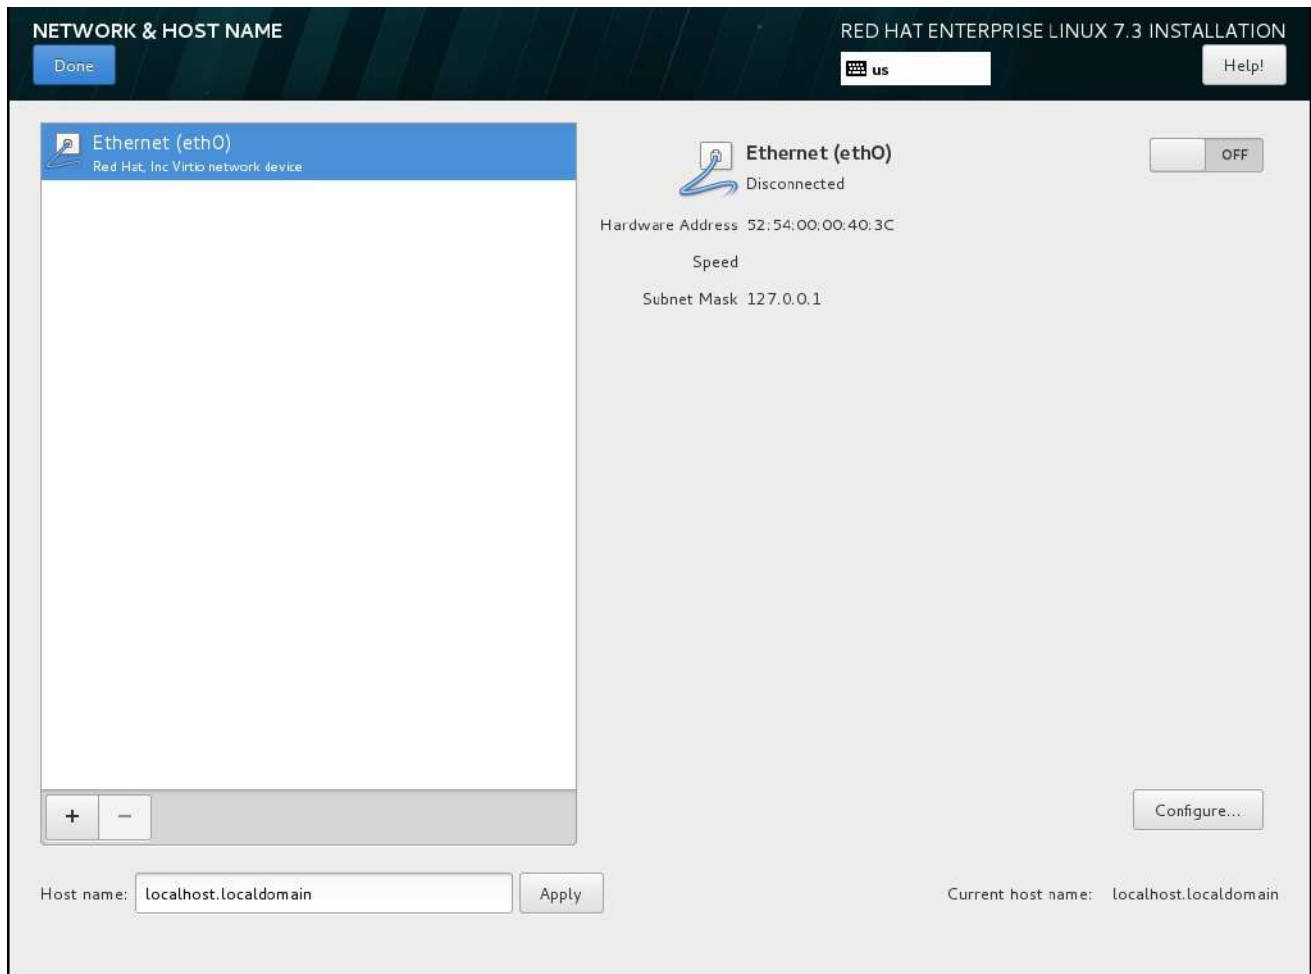 NETWORK & HOST NAME
RED HAT ENTERPRISE LINUX 7.3 INSTALLATION
Done
us
Help!
Ethernet (eth0)
Red Hat, Inc Virtio network device
Ethernet (eth0)
Disconnected
OFF
Hardware Address 52:54:00:00:40:3C
Speed
Subnet Mask 127.0.0.1
+ −
Configure...
Host name: localhost.localdomain Apply
Current host name: localhost.localdomain